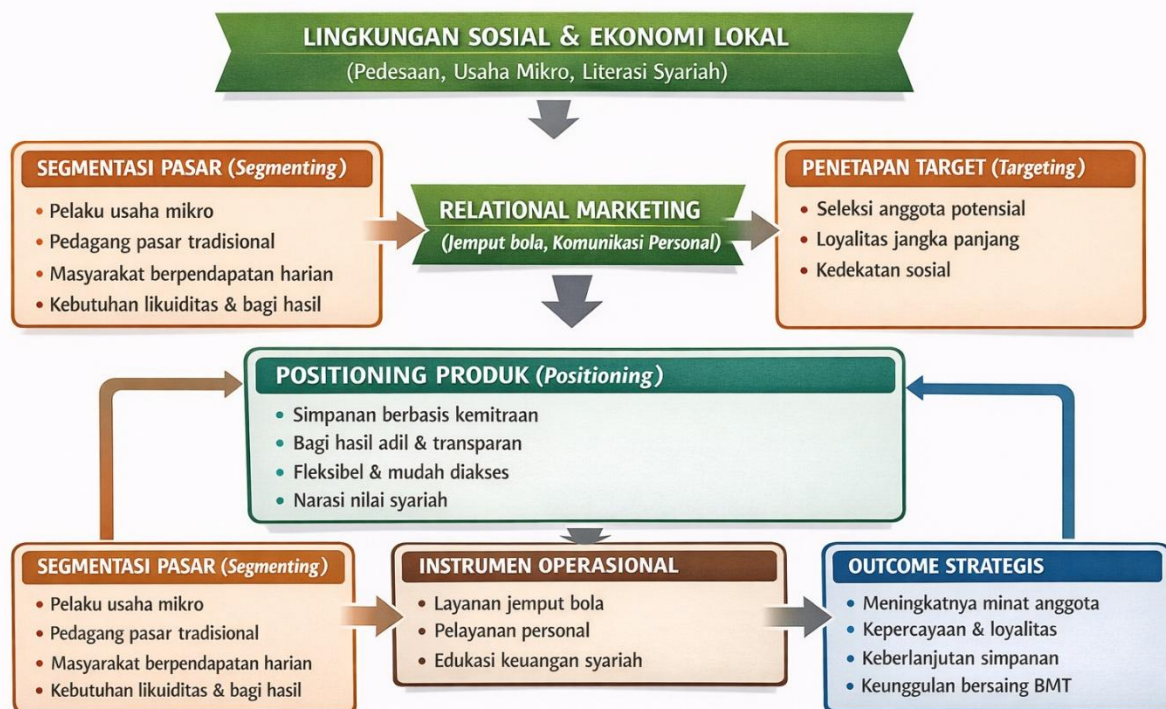 LINGKUNGAN SOSIAL & EKONOMI LOKAL
(Pedesaan, Usaha Mikro, Literasi Syariah)
SEGMENTASI PASAR (Segmenting)
• Pelaku usaha mikro
• Pedagang pasar tradisional
• Masyarakat berpendapatan harian
• Kebutuhan likuiditas & bagi hasil
RELATIONAL MARKETING
(Jemput bola, Komunikasi Personal)
PENETAPAN TARGET (Targeting)
• Seleksi anggota potensial
• Loyalitas jangka panjang
• Kedekatan sosial
POSITIONING PRODUK (Positioning)
• Simpanan berbasis kemitraan
• Bagi hasil adil & transparan
• Fleksibel & mudah diakses
• Narasi nilai syariah
SEGMENTASI PASAR (Segmenting)
• Pelaku usaha mikro
• Pedagang pasar tradisional
• Masyarakat berpendapatan harian
• Kebutuhan likuiditas & bagi hasil
INSTRUMEN OPERASIONAL
• Layanan jemput bola
• Pelayanan personal
• Edukasi keuangan syariah
OUTCOME STRATEGIS
• Meningkatnya minat anggota
• Kepercayaan & loyalitas
• Keberlanjutan simpanan
• Keunggulan bersaing BMT